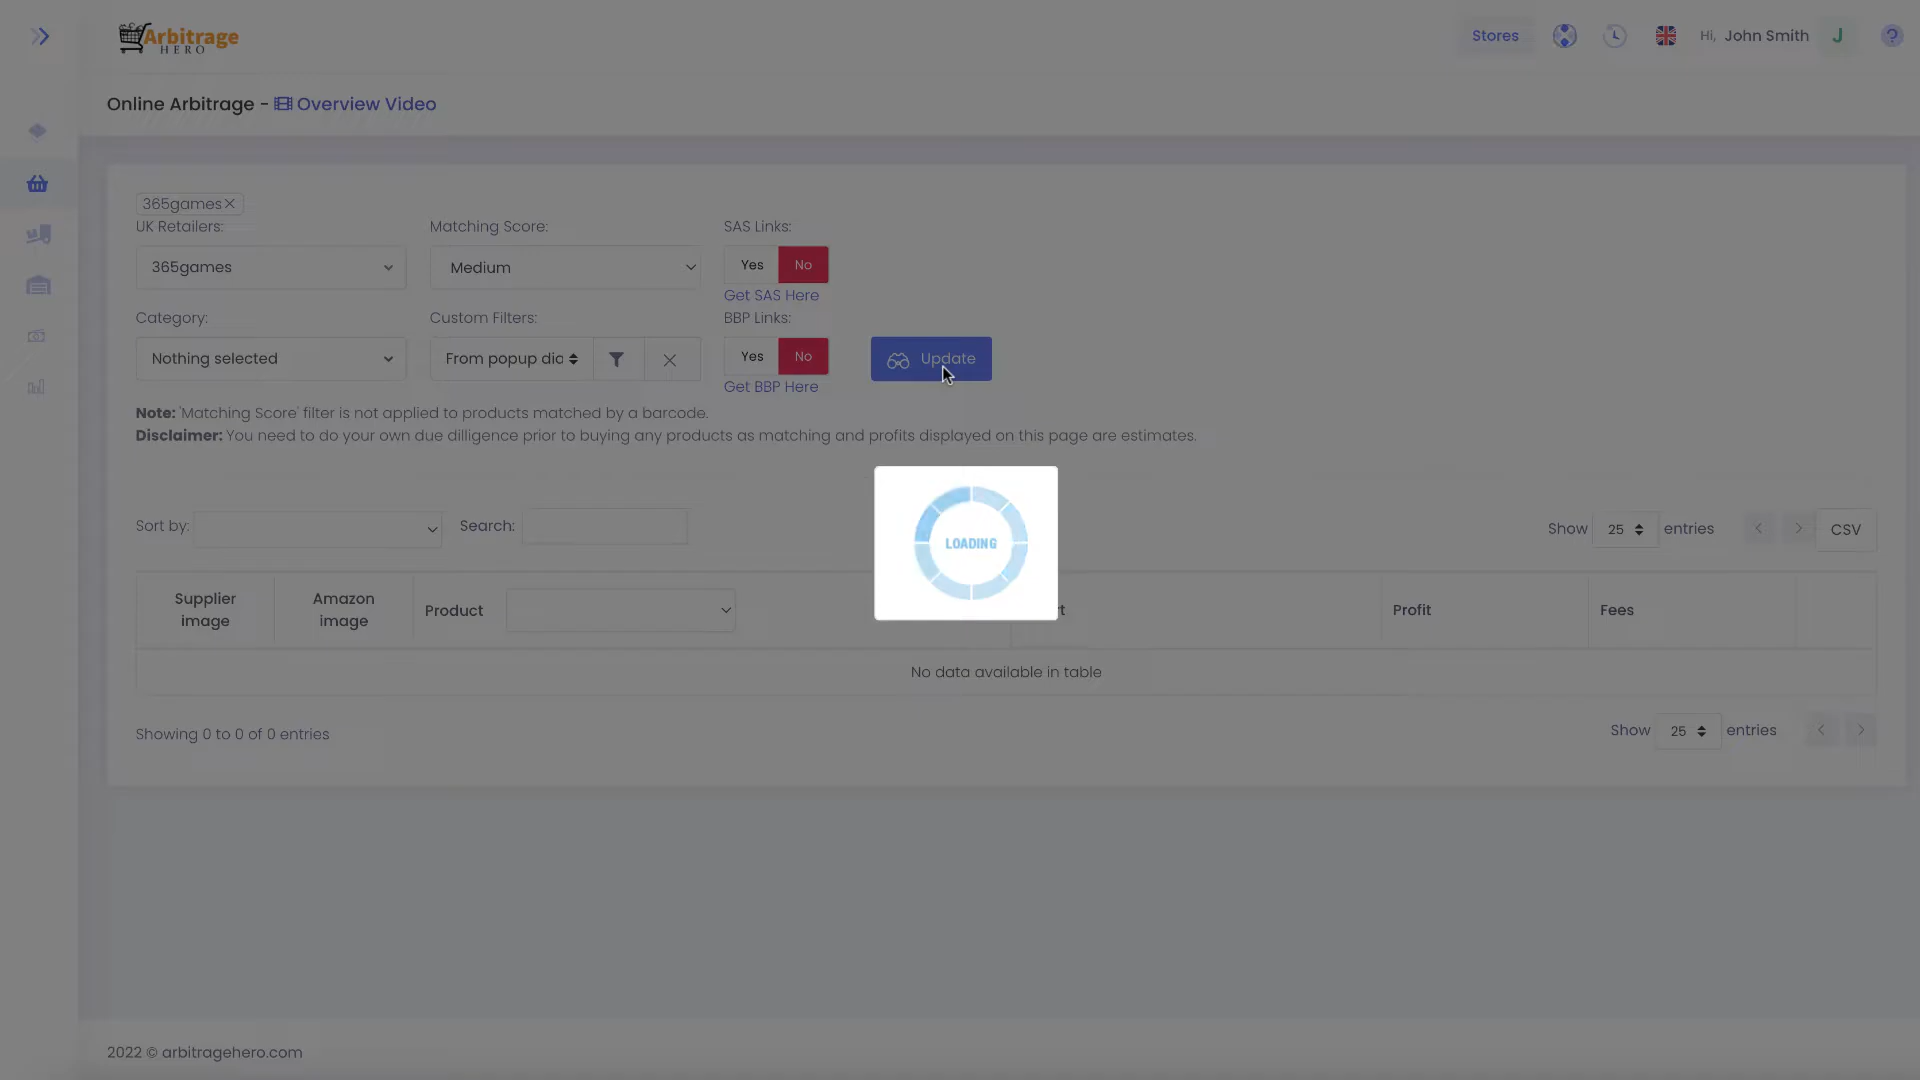 Arbitrage
HERO
Stores
Hi, John Smith
J
Online Arbitrage - Overview Video
365games
UK Retailers:
Matching Score:
SAS Links:
365games
Medium
Yes
No
Get SAS Here
Category:
Custom Filters:
BBP Links:
Nothing selected
From popup dic
Yes
No
Update
Get BBP Here
Note: 'Matching Score' filter is not applied to products matched by a barcode.
Disclaimer: You need to do your own due dilligence prior to buying any products as matching and profits displayed on this page are estimates.
LOADING
Sort by:
Search:
Show 25 entries
CSV
Supplier
image
Amazon
image
Product
Profit
Fees
No data available in table
Showing 0 to 0 of 0 entries
Show 25 entries
2022 © arbitragehero.com